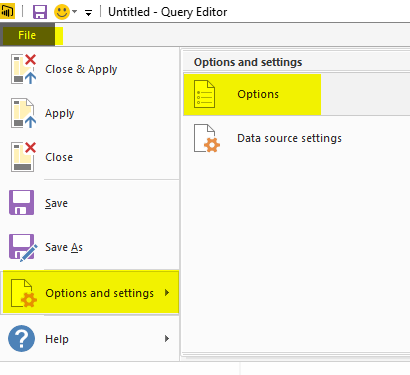 Untitled - Query Editor
File
Close & Apply
Apply
Close
Save
Save As
Options and settings
Help
Options and settings
Options
Data source settings